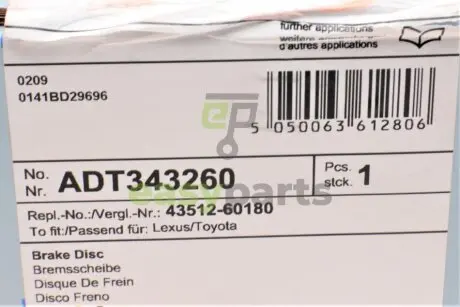 further applications
weitere
d'autres applications
0209
0141BD29696
5 050063 612806
No.
Nr. ADT343260
Pcs.
stck. 1
easyparts
Repl.-No.:/Vergl.-Nr.: 43512-60180
To fit:/Passend für: Lexus/Toyota
Brake Disc
Bremsscheibe
Disque De Frein
Disco Freno